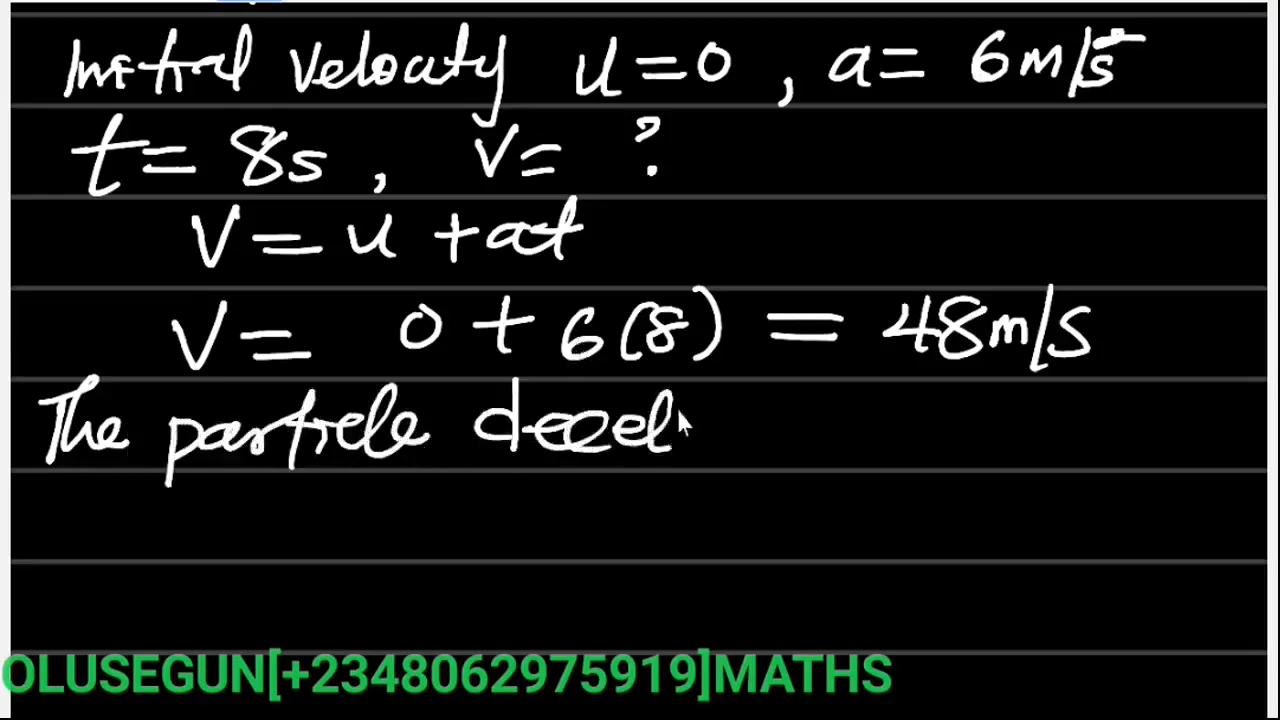 Initial velocity u=0 , a= 6m/s²
t= 8s , v= ?
v= u +at
v= 0 + 6(8) = 48m/s
The particle decel
OLUSEGUN[+2348062975919]MATHS